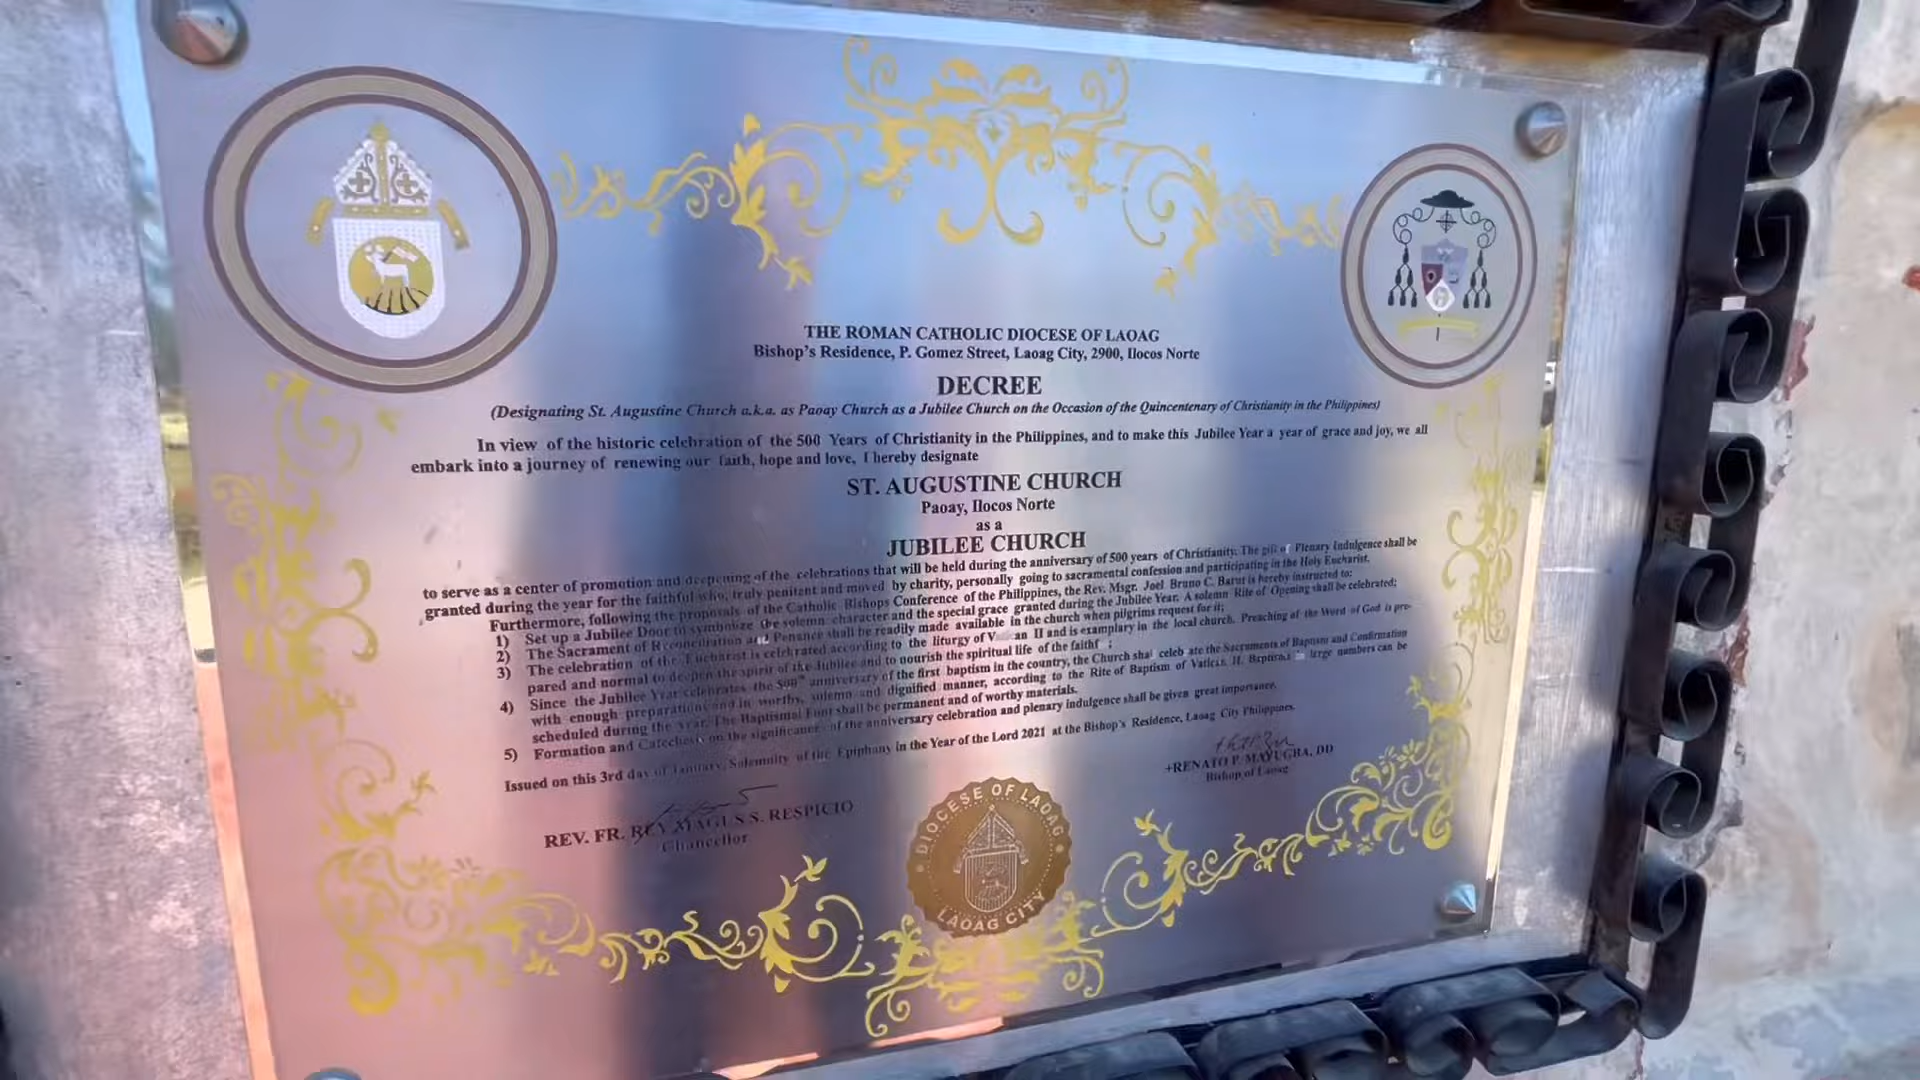 THE ROMAN CATHOLIC DIOCESE OF LAOAG
Bishop's Residence, P. Gomez Street, Laoag City, 2900, Ilocos Norte
DECREE
(Designating St. Augustine Church a.k.a. as Paoay Church as a Jubilee Church on the Occasion of the Quincentenary of Christianity in the Philippines)
In view of the historic celebration of the 500 Years of Christianity in the Philippines, and to make this Jubilee Year a year of grace and joy, we all
embark into a journey of renewing our faith, hope and love, I hereby designate
ST. AUGUSTINE CHURCH
Paoay, Ilocos Norte
as a
JUBILEE CHURCH
to serve as a center of promotion and deepening of the celebrations that will be held during the anniversary of 500 years of Christianity. The gift of Plenary Indulgence shall be
granted during the year for the faithful who, truly penitent and moved by charity, personally going to sacramental confession and participating in the Holy Eucharist.
Furthermore, following the proposals of the Catholic Bishops Conference of the Philippines, the Rev. Msgr. Joel Bruno C. Barut is hereby instructed to:
1) Set up a Jubilee Door to symbolize the solemn character and the special grace granted during the Jubilee Year. A solemn Rite of Opening shall be celebrated;
2) The Sacrament of Reconciliation and Penance shall be readily made available in the church when pilgrims request for it;
3) The celebration of the Eucharist is celebrated according to the liturgy of V an II and is examplary in the local church. Preaching of the Word of God is pre-
pared and normal to deepen the spirit of the Jubilee and to nourish the spiritual life of the faithf ;
4) Since the Jubilee Year celebrates the 500th anniversary of the first baptism in the country, the Church shal celeb ate the Sacraments of Baptism and Confirmation
with enough preparation and in worthy, solemn and dignified manner, according to the Rite of Baptism of Vatican II. Baptism in large numbers can be
scheduled during the year. The Baptismal Font shall be permanent and of worthy materials.
5) Formation and Catechesis on the significance of the anniversary celebration and plenary indulgence shall be given great importance.
Issued on this 3rd day of January, Solemnity of the Epiphany in the Year of the Lord 2021 at the Bishop's Residence, Laoag City Philippines.
+RENATO P. MAYUGBA, DD
Bishop of Laoag
REV. FR. REY MAGUS S. RESPICIO
Chancellor
DIOCESE OF LAOAG
LAOAG CITY